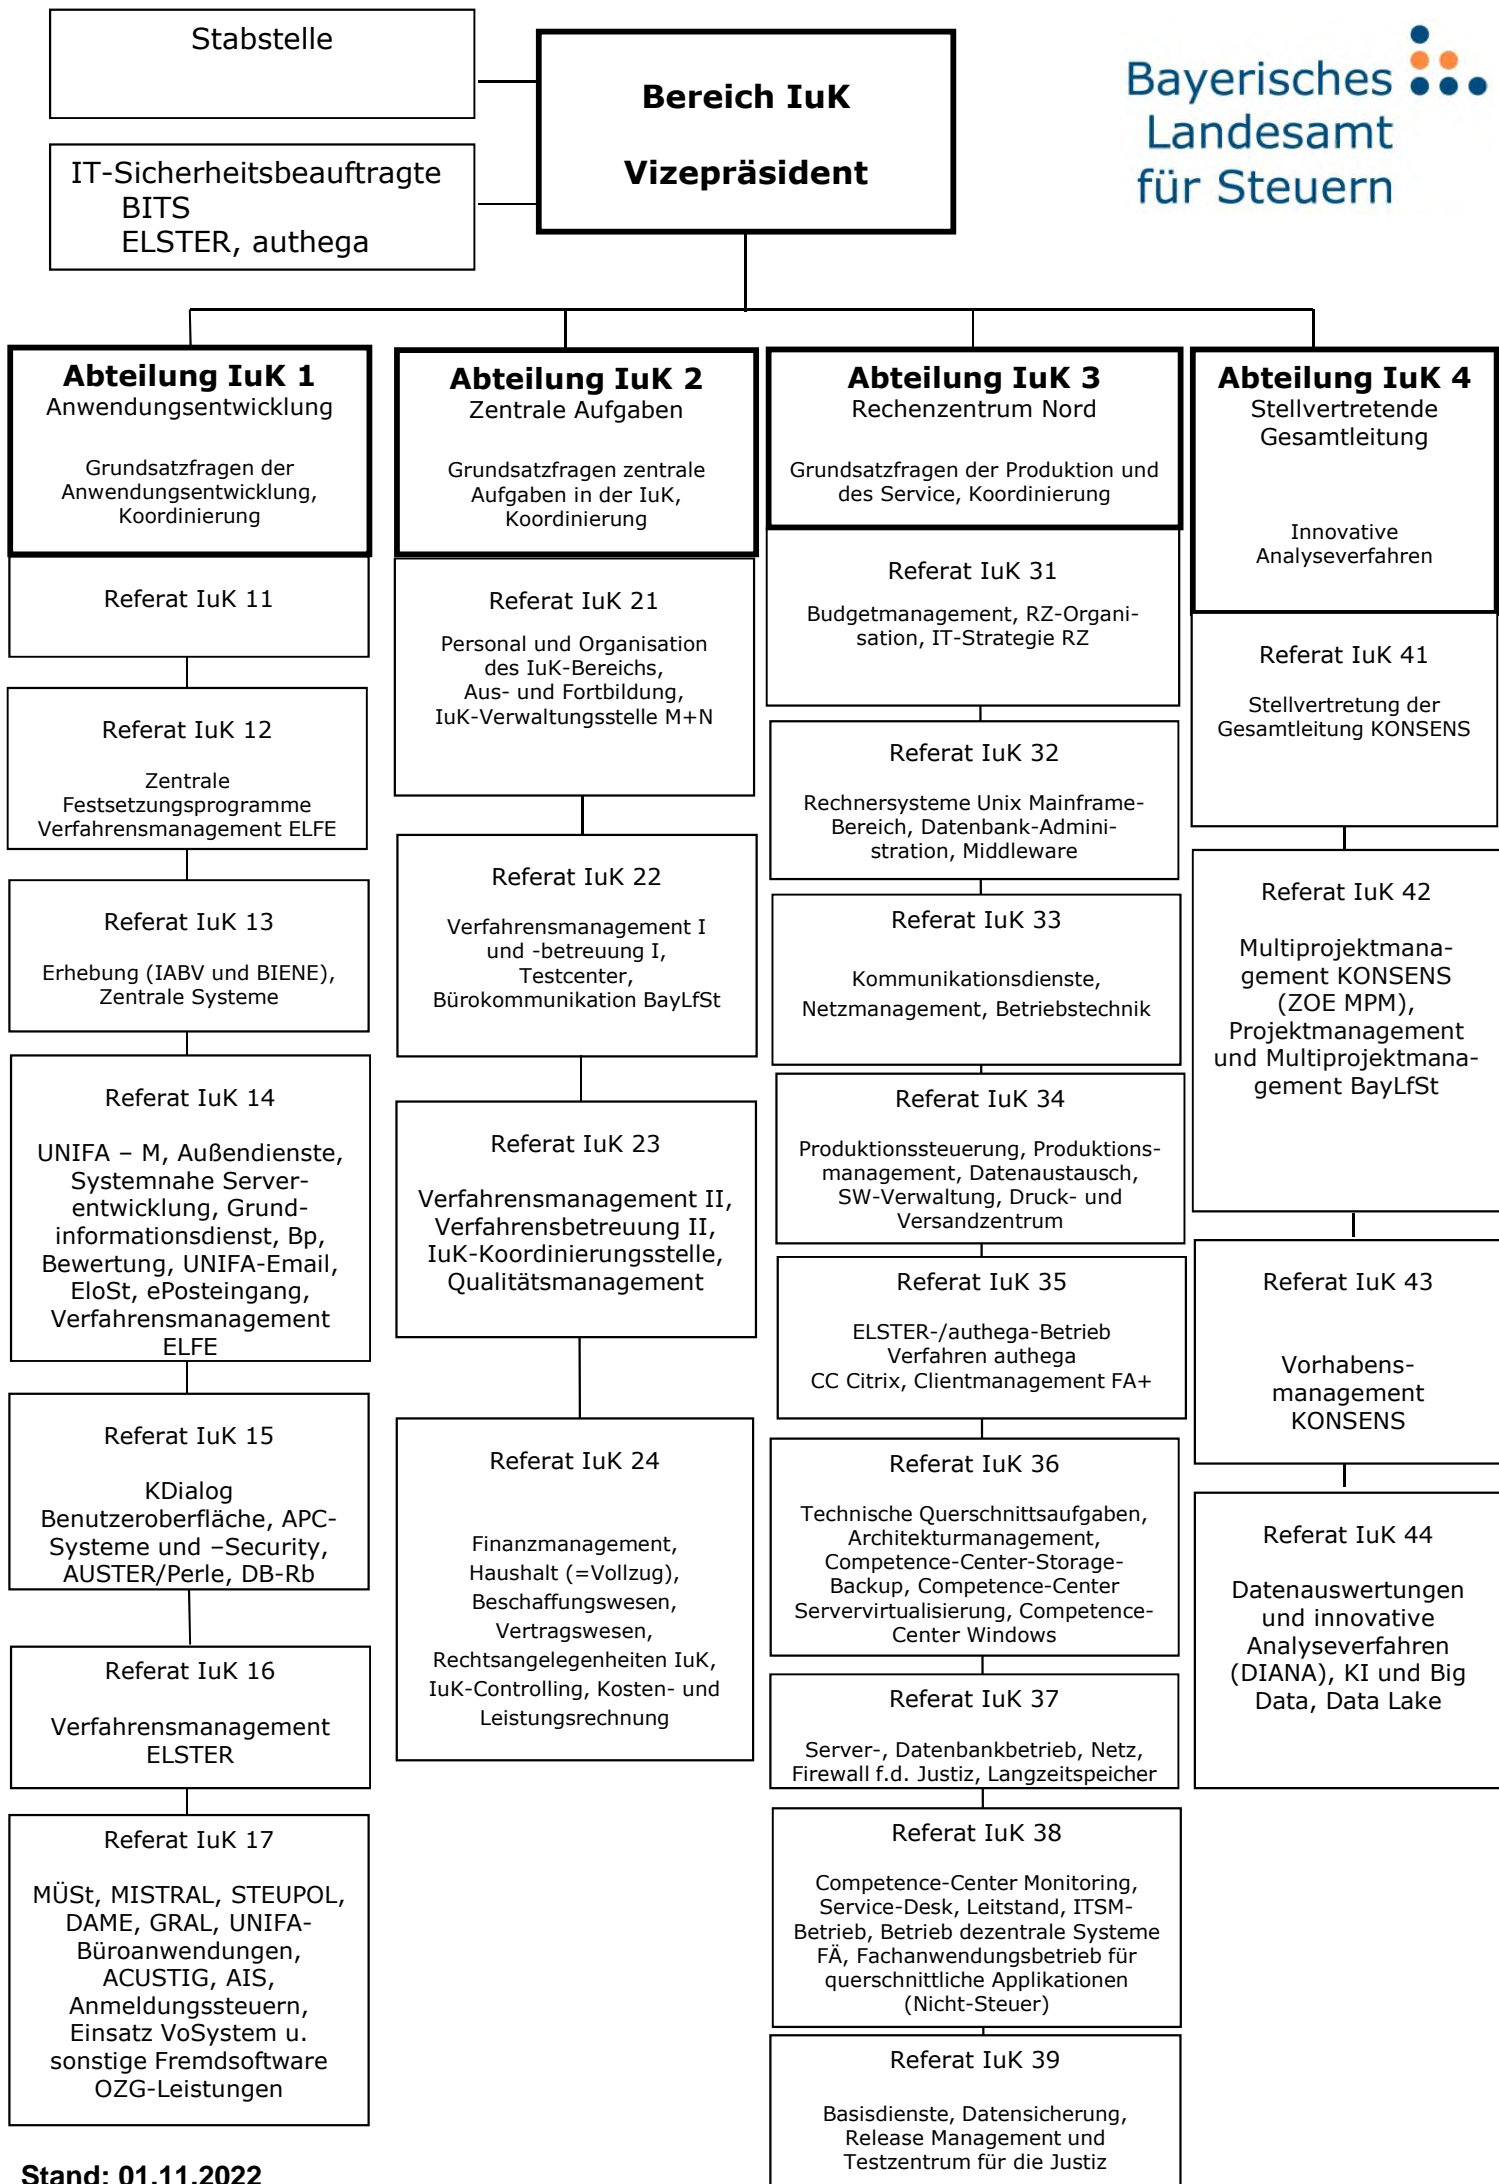 Stabstelle
IT-Sicherheitsbeauftragte
BITS
ELSTER, authega
Bereich IuK
Vizepräsident
Bayerisches
Landesamt
für Steuern
Abteilung IuK 1
Anwendungsentwicklung
Grundsatzfragen der
Anwendungsentwicklung,
Koordinierung
Referat IuK 11
Referat IuK 12
Zentrale
Festsetzungsprogramme
Verfahrensmanagement ELFE
Referat IuK 13
Erhebung (IABV und BIENE),
Zentrale Systeme
Referat IuK 14
UNIFA – M, Außendienste,
Systemnahe Server-
entwicklung, Grund-
informationsdienst, Bp,
Bewertung, UNIFA-Email,
EloSt, ePosteingang,
Verfahrensmanagement
ELFE
Referat IuK 15
KDialog
Benutzeroberfläche, APC-
Systeme und –Security,
AUSTER/Perle, DB-Rb
Referat IuK 16
Verfahrensmanagement
ELSTER
Referat IuK 17
MÜSt, MISTRAL, STEUPOL,
DAME, GRAL, UNIFA-
Büroanwendungen,
ACUSTIG, AIS,
Anmeldungssteuern,
Einsatz VoSystem u.
sonstige Fremdsoftware
OZG-Leistungen
Abteilung IuK 2
Zentrale Aufgaben
Grundsatzfragen zentrale
Aufgaben in der IuK,
Koordinierung
Referat IuK 21
Personal und Organisation
des IuK-Bereichs,
Aus- und Fortbildung,
IuK-Verwaltungsstelle M+N
Referat IuK 22
Verfahrensmanagement I
und -betreuung I,
Testcenter,
Bürokommunikation BayLfSt
Referat IuK 23
Verfahrensmanagement II,
Verfahrensbetreuung II,
IuK-Koordinierungsstelle,
Qualitätsmanagement
Referat IuK 24
Finanzmanagement,
Haushalt (=Vollzug),
Beschaffungswesen,
Vertragswesen,
Rechtsangelegenheiten IuK,
IuK-Controlling, Kosten- und
Leistungsrechnung
Abteilung IuK 3
Rechenzentrum Nord
Grundsatzfragen der Produktion und
des Service, Koordinierung
Referat IuK 31
Budgetmanagement, RZ-Organi-
sation, IT-Strategie RZ
Referat IuK 32
Rechnersysteme Unix Mainframe-
Bereich, Datenbank-Admini-
stration, Middleware
Referat IuK 33
Kommunikationsdienste,
Netzmanagement, Betriebstechnik
Referat IuK 34
Produktionssteuerung, Produktions-
management, Datenaustausch,
SW-Verwaltung, Druck- und
Versandzentrum
Referat IuK 35
ELSTER-/authega-Betrieb
Verfahren authega
CC Citrix, Clientmanagement FA+
Referat IuK 36
Technische Querschnittsaufgaben,
Architekturmanagement,
Competence-Center-Storage-
Backup, Competence-Center
Servervirtualisierung, Competence-
Center Windows
Referat IuK 37
Server-, Datenbankbetrieb, Netz,
Firewall f.d. Justiz, Langzeitspeicher
Referat IuK 38
Competence-Center Monitoring,
Service-Desk, Leitstand, ITSM-
Betrieb, Betrieb dezentrale Systeme
FÄ, Fachanwendungsbetrieb für
querschnittliche Applikationen
(Nicht-Steuer)
Referat IuK 39
Basisdienste, Datensicherung,
Release Management und
Testzentrum für die Justiz
Abteilung IuK 4
Stellvertretende
Gesamtleitung
Innovative
Analyseverfahren
Referat IuK 41
Stellvertretung der
Gesamtleitung KONSENS
Referat IuK 42
Multiprojektmana-
gement KONSENS
(ZOE MPM),
Projektmanagement
und Multiprojektmana-
gement BayLfSt
Referat IuK 43
Vorhabens-
management
KONSENS
Referat IuK 44
Datenauswertungen
und innovative
Analyseverfahren
(DIANA), KI und Big
Data, Data Lake
Stand: 01.11.2022